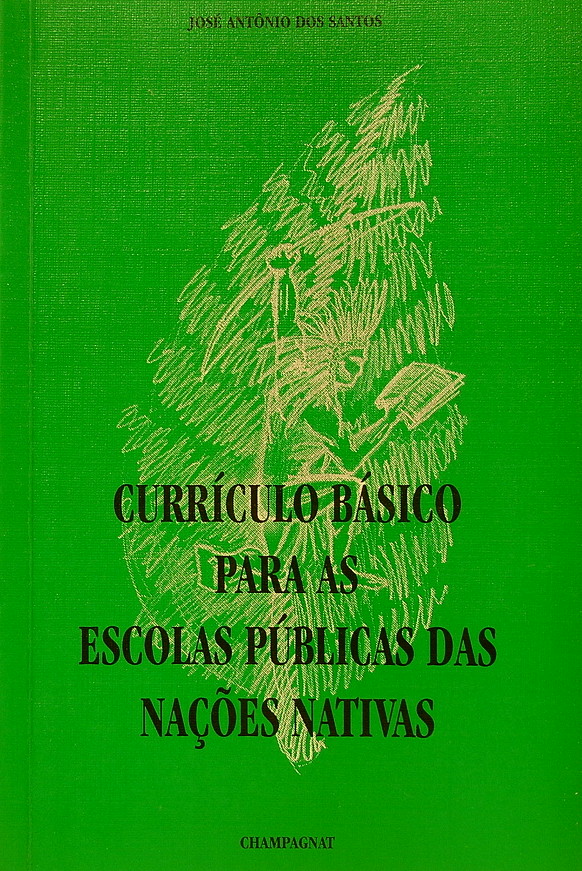 JOSÉ ANTÔNIO DOS SANTOS
CURRÍCULO BÁSICO
PARA AS
ESCOLAS PÚBLICAS DAS
NAÇÕES NATIVAS
CHAMPAGNAT